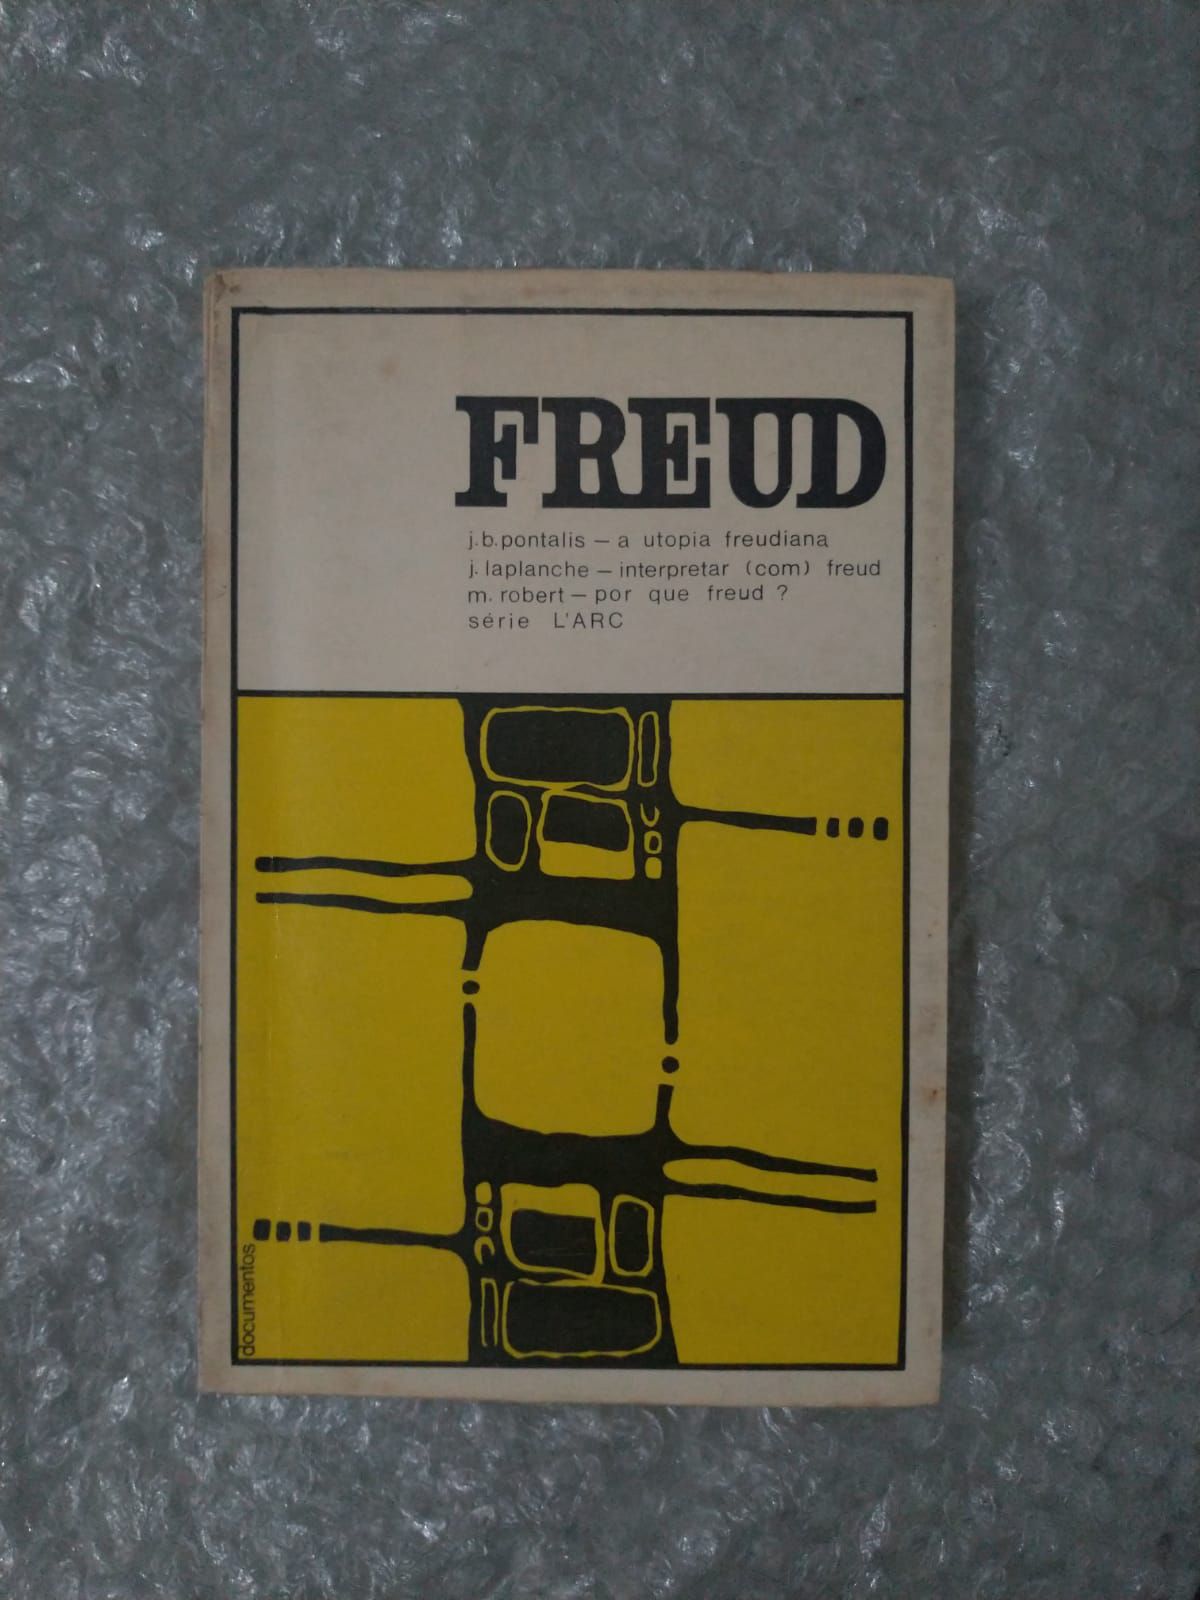 FREUD
j.b.pontalis – a utopia freudiana
j. laplanche – interpretar (com) freud
m. robert – por que freud ?
série L'ARC
documentos